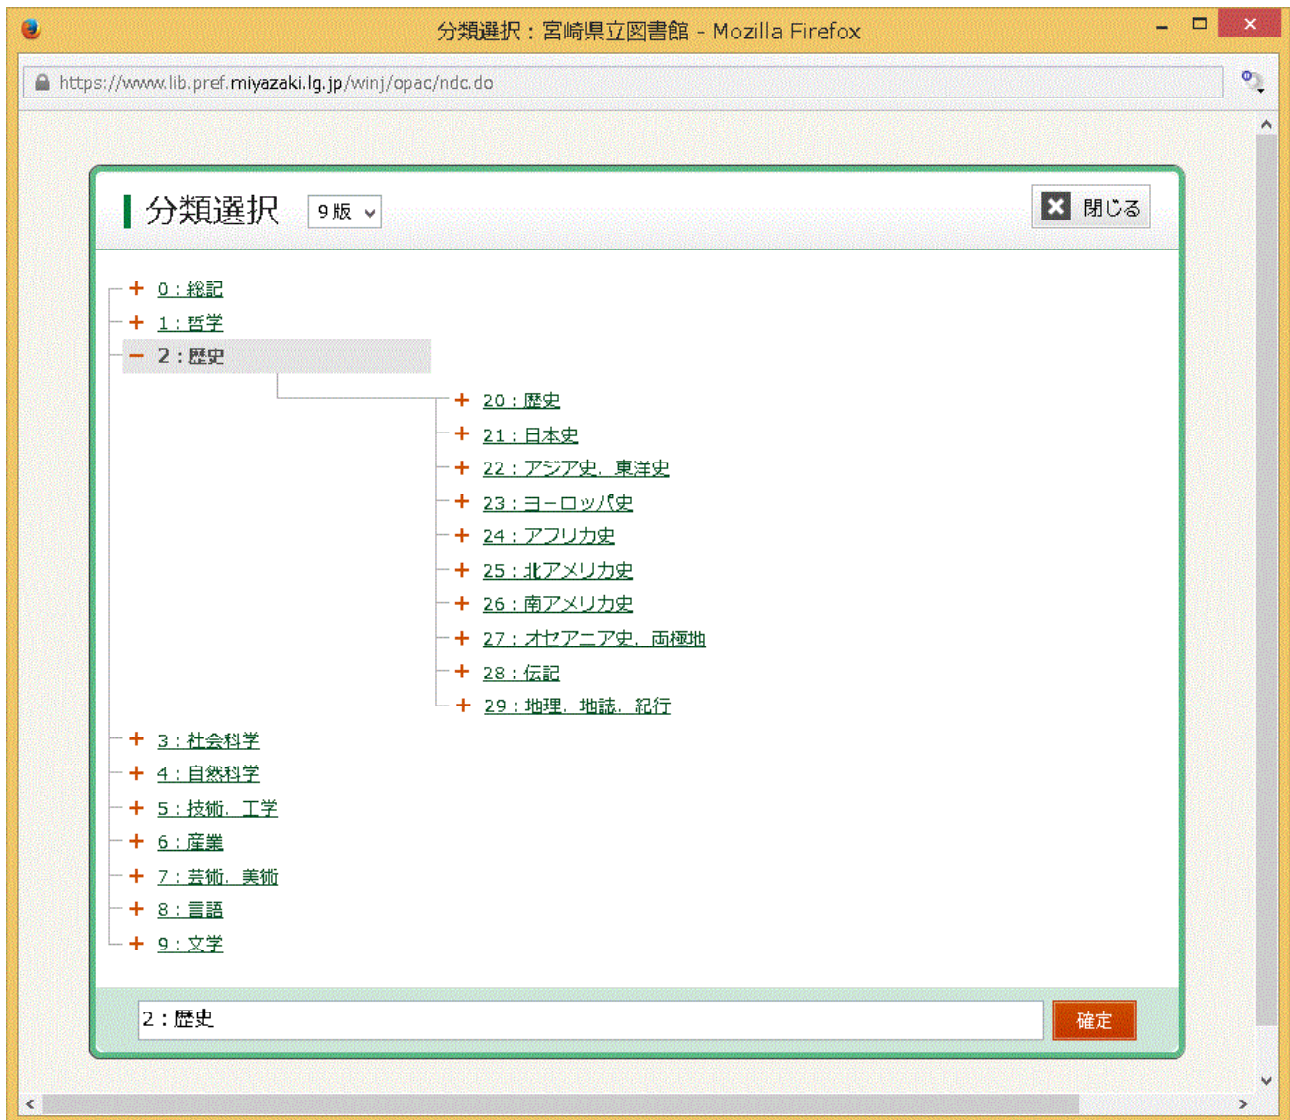 分類選択：宮崎県立図書館 - Mozilla Firefox
https://www.lib.pref.miyazaki.lg.jp/winj/opac/ndc.do
分類選択 9版 閉じる
0：総記
1：哲学
2：歴史
20：歴史
21：日本史
22：アジア史．東洋史
23：ヨーロッパ史
24：アフリカ史
25：北アメリカ史
26：南アメリカ史
27：オセアニア史．両極地
28：伝記
29：地理．地誌．紀行
3：社会科学
4：自然科学
5：技術．工学
6：産業
7：芸術．美術
8：言語
9：文学
2：歴史 確定